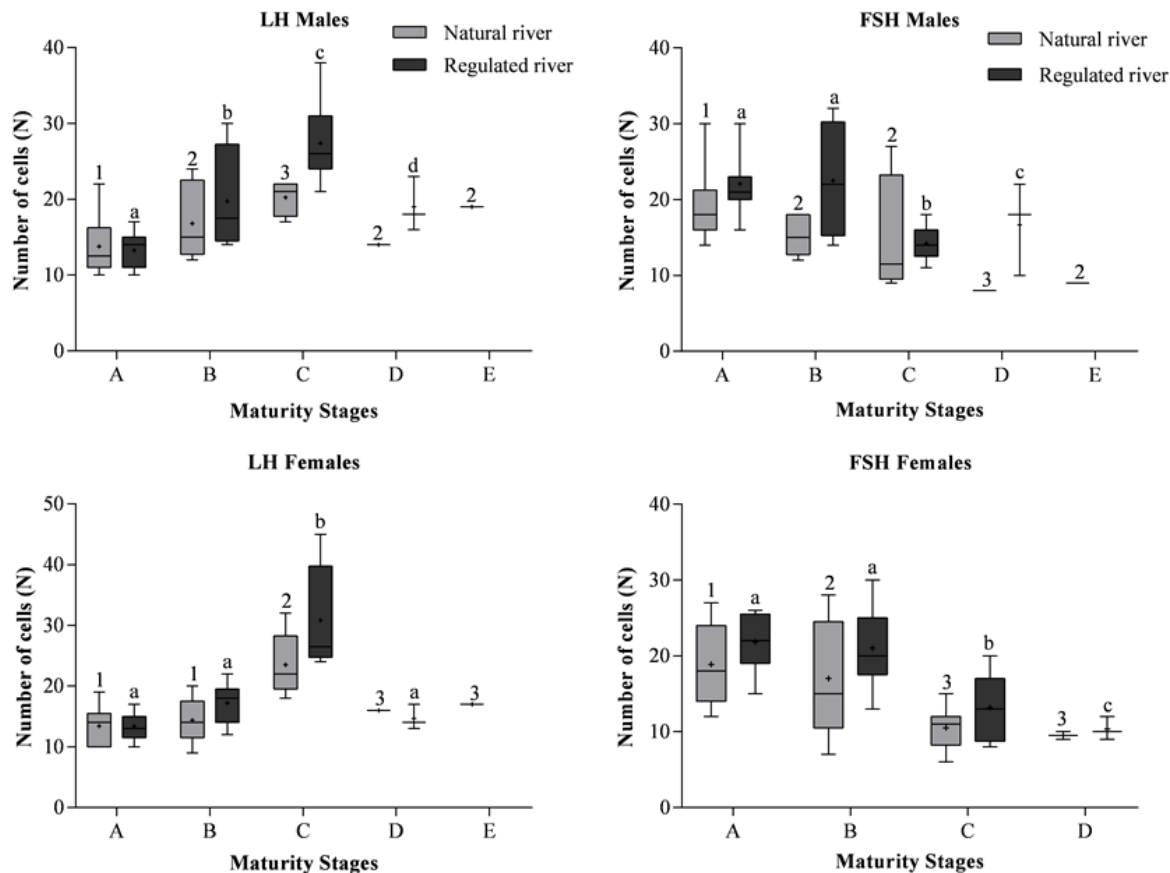 LH Males
Natural river
Regulated river
Number of cells (N)
40
30
20
10
0
1
a
2
b
3
c
2
d
2
A
B
C
D
E
Maturity Stages
FSH Males
Natural river
Regulated river
Number of cells (N)
40
30
20
10
0
1
a
2
a
2
b
3
c
2
A
B
C
D
E
Maturity Stages
LH Females
Number of cells (N)
50
40
30
20
10
0
1
a
1
a
2
b
3
a
3
A
B
C
D
E
Maturity Stages
FSH Females
Number of cells (N)
40
30
20
10
0
1
a
2
a
3
b
3
c
A
B
C
D
Maturity Stages